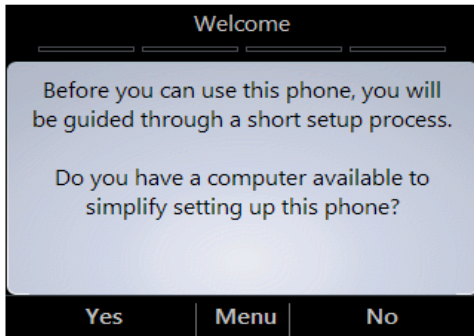 Welcome
Before you can use this phone, you will
be guided through a short setup process.
Do you have a computer available to
simplify setting up this phone?
Yes Menu No